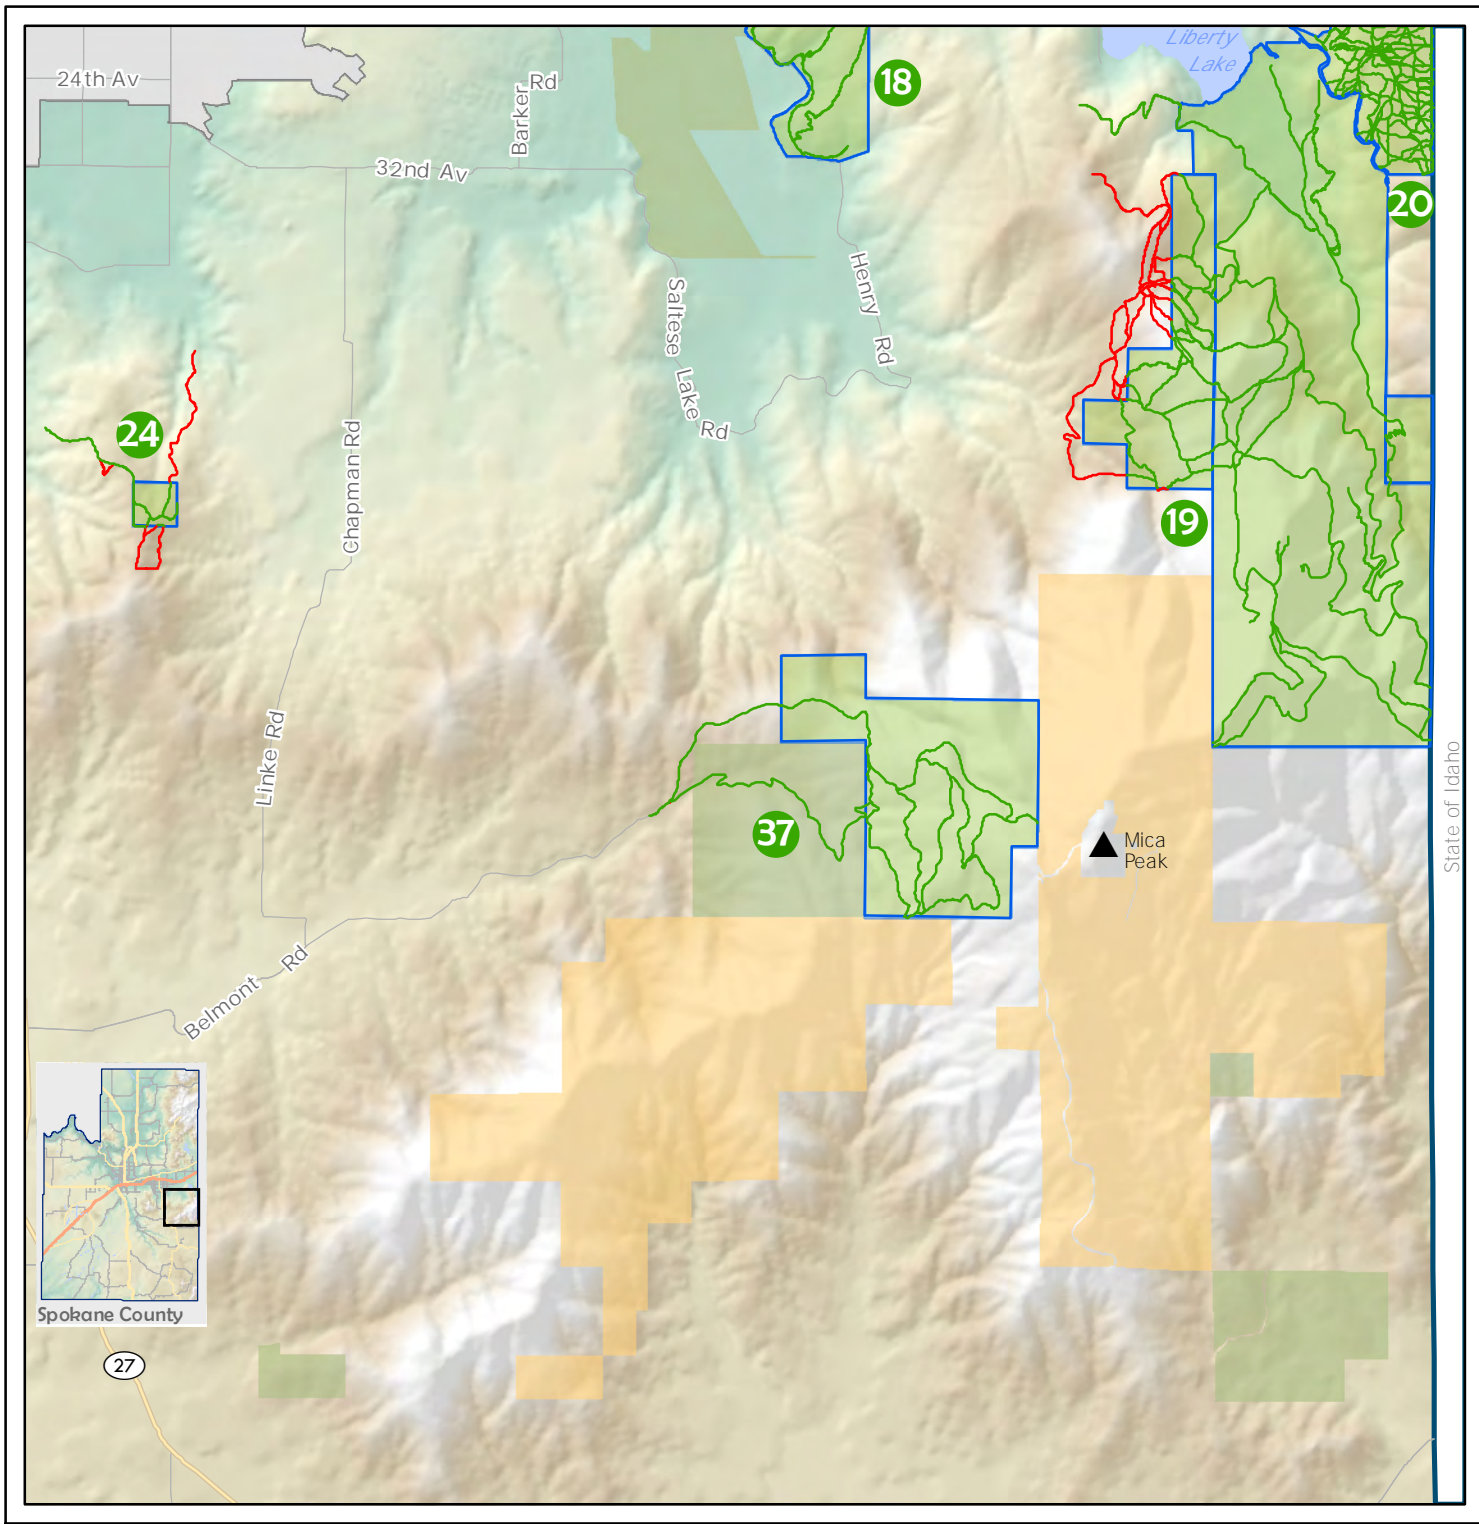 Liberty
Lake
24th Av
18
Barker
Rd
32nd Av
20
Henry
Rd
Saltese
Lake
Rd
24
Chapman Rd
19
Linke Rd
37
Mica
Peak
State of Idaho
Belmont
Rd
Spokane County
27